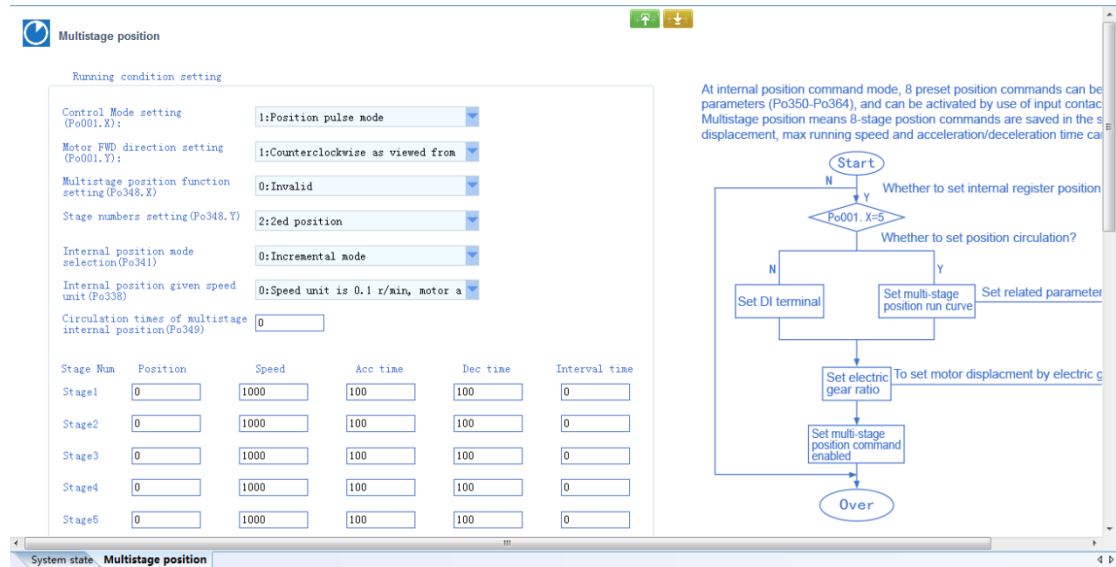 Multistage position
Running condition setting
Control Mode setting
(Po001.X):
1:Position pulse mode
Motor FWD direction setting
(Po001.Y):
1:Counterclockwise as viewed from
Multistage position function
setting(Po348.X)
0:Invalid
Stage numbers setting(Po348.Y)
2:2ed position
Internal position mode
selection(Po341)
0:Incremental mode
Internal position given speed
unit(Po338)
0:Speed unit is 0.1 r/min, motor a
Circulation times of multistage
internal position(Po349)
0
Stage Num Position Speed Acc time Dec time Interval time
Stage1 0 1000 100 100 0
Stage2 0 1000 100 100 0
Stage3 0 1000 100 100 0
Stage4 0 1000 100 100 0
Stage5 0 1000 100 100 0
At internal position command mode, 8 preset position commands can be
parameters (Po350-Po364), and can be activated by use of input contac
Multistage position means 8-stage postion commands are saved in the s
displacement, max running speed and acceleration/deceleration time ca
Start
N
Whether to set internal register position
Y
Po001. X=5
Whether to set position circulation?
N
Y
Set DI terminal
Set multi-stage
position run curve
Set related parameter
Set electric
gear ratio
To set motor displacment by electric g
Set multi-stage
position command
enabled
Over
System state Multistage position